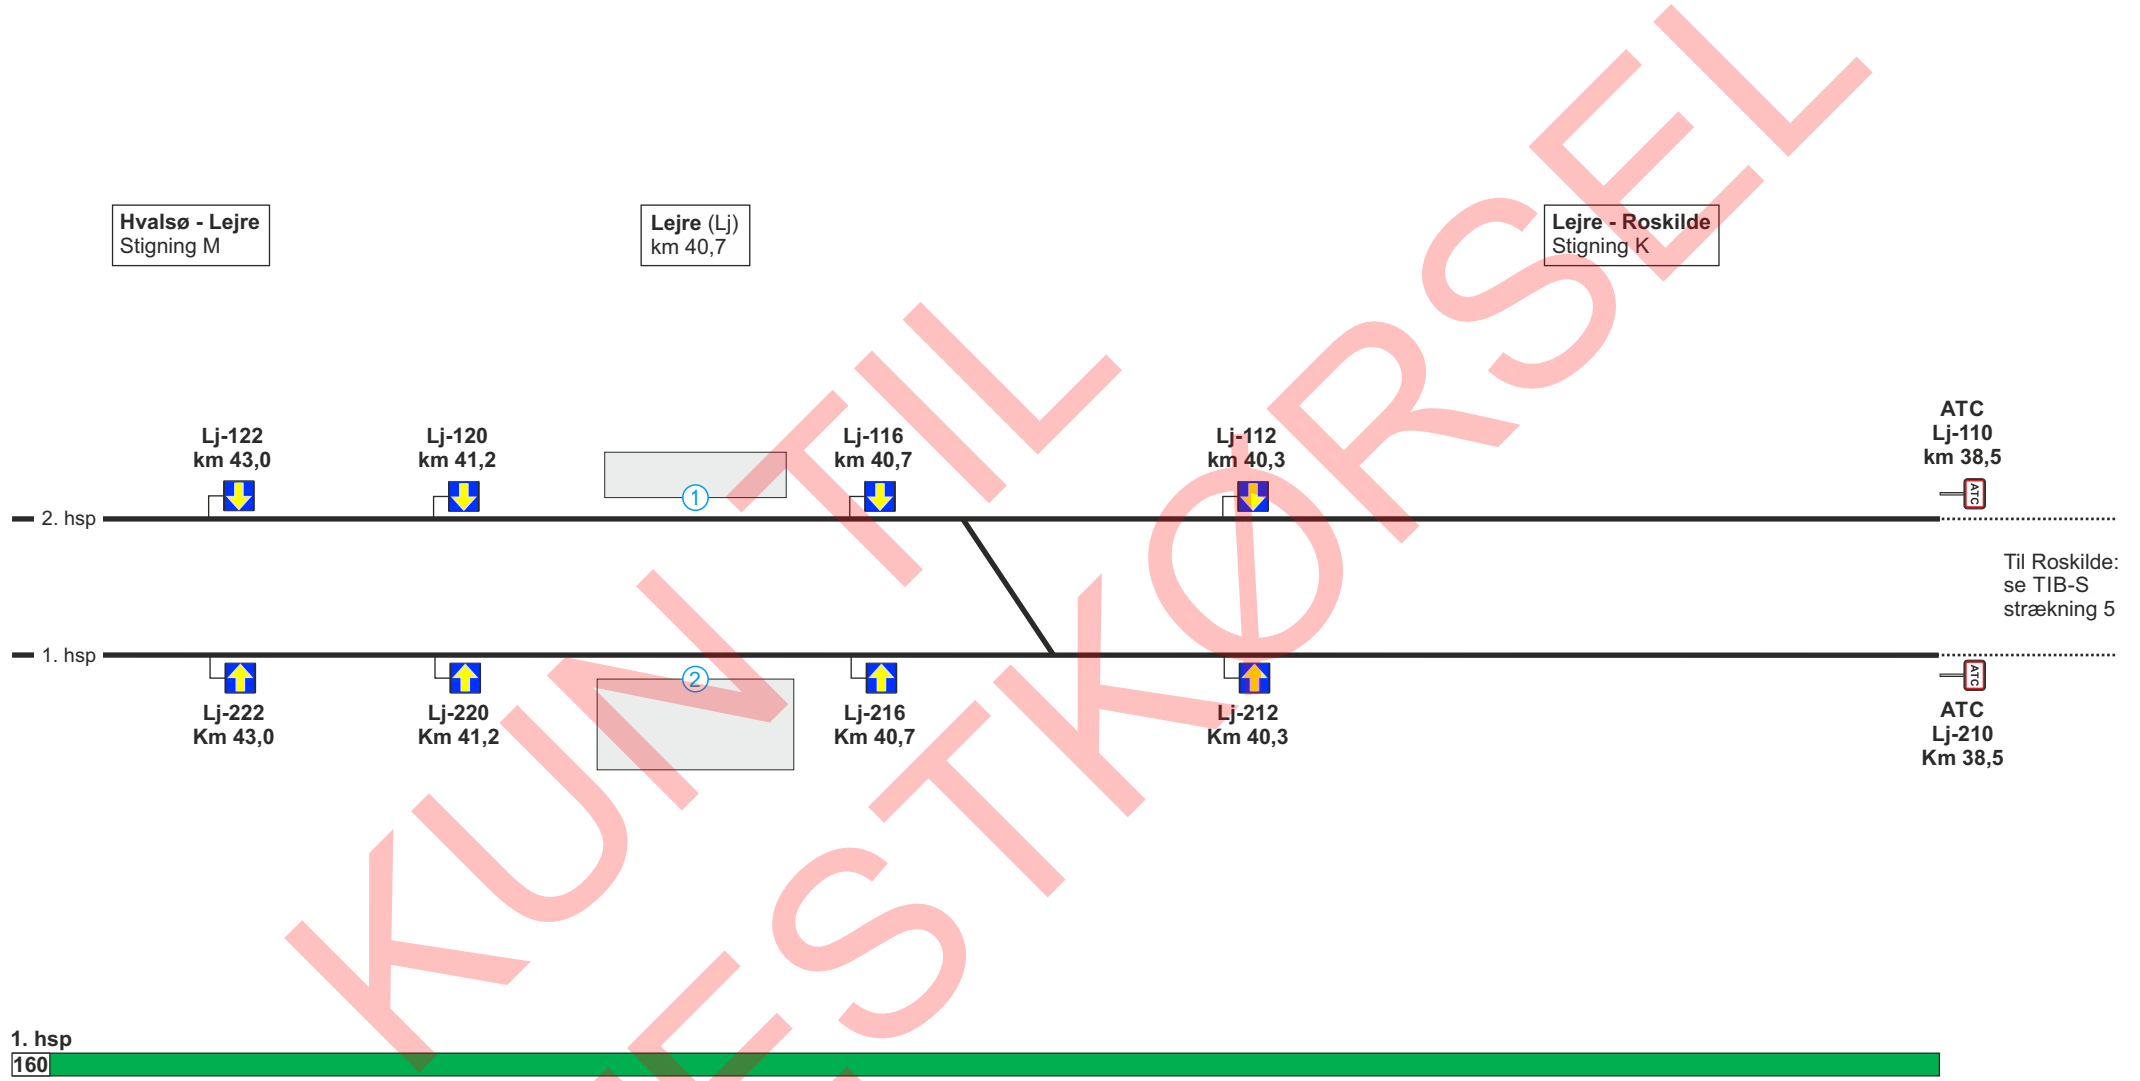 Hvalsø - Lejre
Stigning M
Lejre (Lj)
km 40,7
Lejre - Roskilde
Stigning K
Lj-122
km 43,0
Lj-120
km 41,2
Lj-116
km 40,7
Lj-112
km 40,3
ATC
Lj-110
km 38,5
1
ATC
2. hsp
Til Roskilde:
se TIB-S
strækning 5
1. hsp
2
ATC
Lj-222
Km 43,0
Lj-220
Km 41,2
Lj-216
Km 40,7
Lj-212
Km 40,3
ATC
Lj-210
Km 38,5
KUN TIL
ESTKØRSEL
1. hsp
160